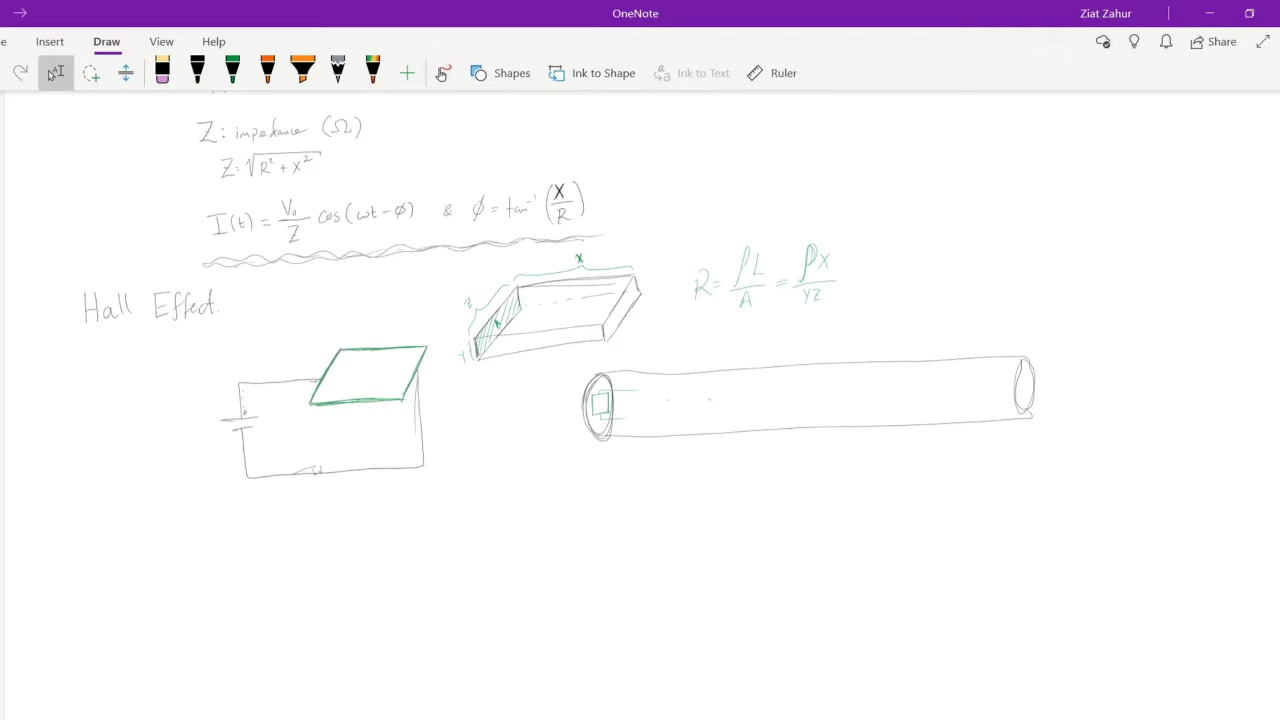 OneNote
Ziat Zahur
Insert Draw View Help
Share
Shapes Ink to Shape Ink to Text Ruler
Z: impedance (Ω)
Z = √R² + X²
I(t) = V₀/Z cos(ωt - φ) & φ = tan⁻¹ (X/R)
Hall Effect.
X
Z
A
Y
R = ρL/A = ρX/YZ